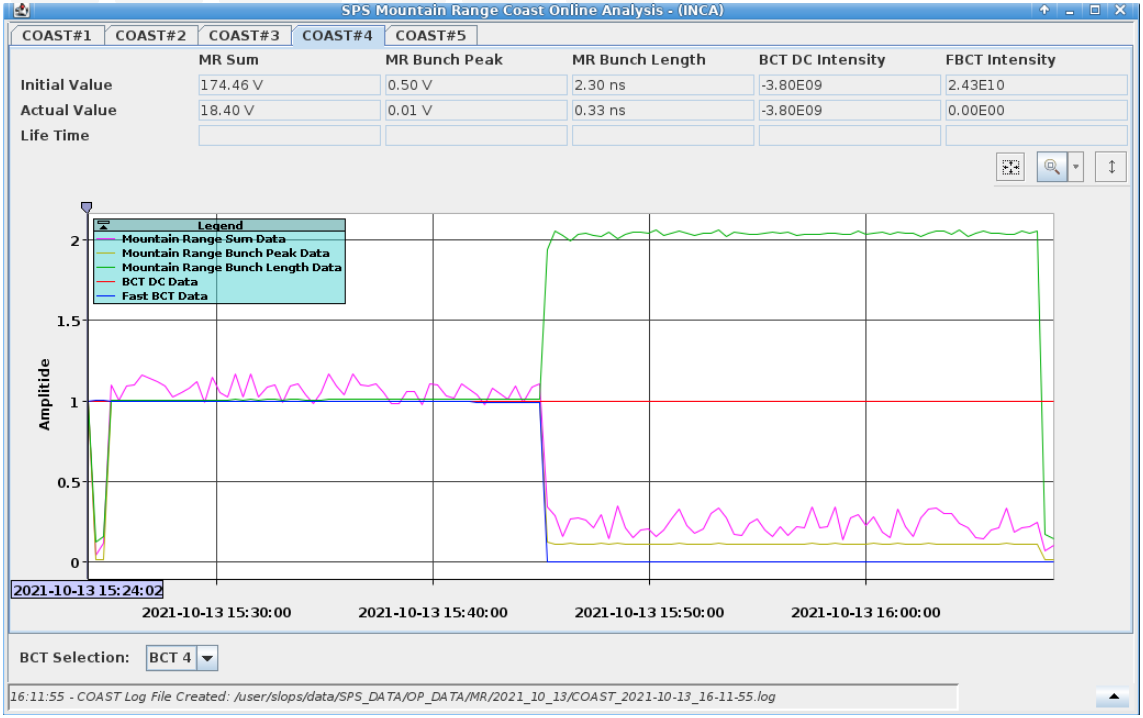 SPS Mountain Range Coast Online Analysis - (INCA)
COAST#1 COAST#2 COAST#3 COAST#4 COAST#5
MR Sum MR Bunch Peak MR Bunch Length BCT DC Intensity FBCT Intensity
Initial Value 174.46 V 0.50 V 2.30 ns -3.80E09 2.43E10
Actual Value 18.40 V 0.01 V 0.33 ns -3.80E09 0.00E00
Life Time
Legend
Mountain Range Sum Data
Mountain Range Bunch Peak Data
Mountain Range Bunch Length Data
BCT DC Data
Fast BCT Data
Amplitide
2
1.5
1
0.5
0
2021-10-13 15:24:02
2021-10-13 15:30:00 2021-10-13 15:40:00 2021-10-13 15:50:00 2021-10-13 16:00:00
BCT Selection: BCT 4
16:11:55 - COAST Log File Created: /user/slops/data/SPS_DATA/OP_DATA/MR/2021_10_13/COAST_2021-10-13_16-11-55.log